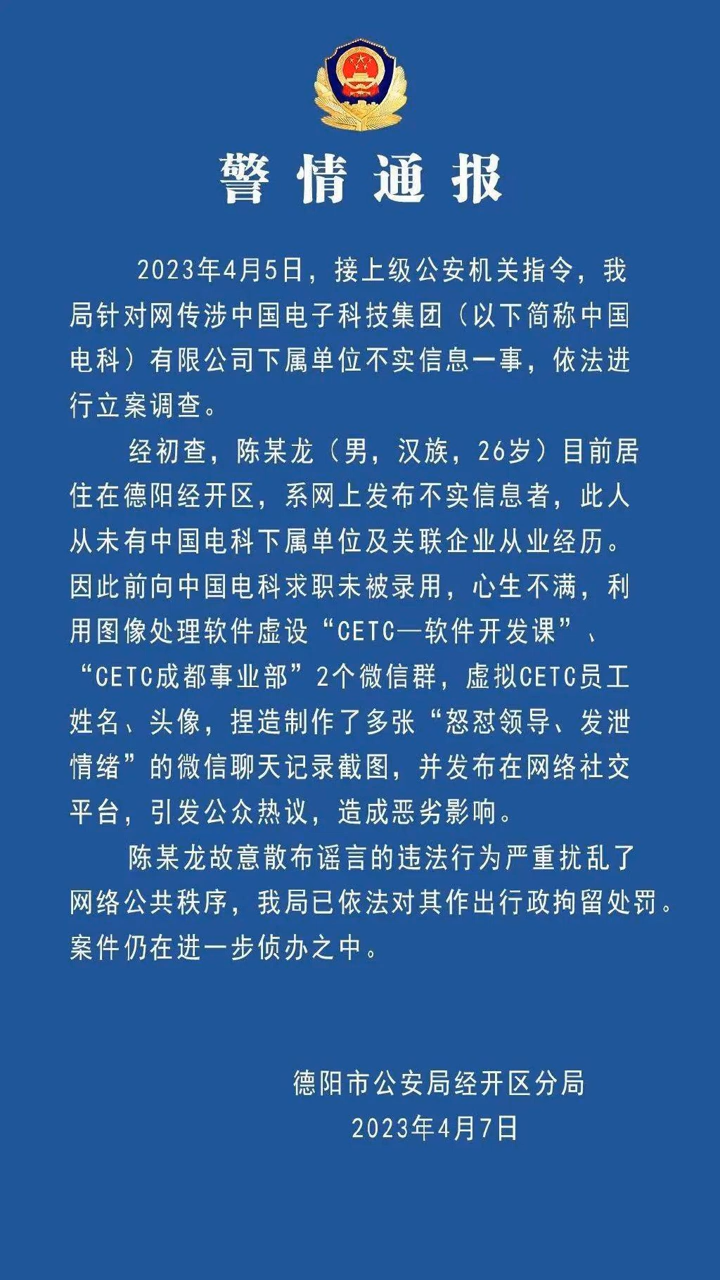 警情通报
2023年4月5日，接上级公安机关指令，我
局针对网传涉中国电子科技集团（以下简称中国
电科）有限公司下属单位不实信息一事，依法进
行立案调查。
经初查，陈某龙（男，汉族，26岁）目前居
住在德阳经开区，系网上发布不实信息者，此人
从未有中国电科下属单位及关联企业从业经历。
因此前向中国电科求职未被录用，心生不满，利
用图像处理软件虚设“CETC—软件开发课”、
“CETC成都事业部”2个微信群，虚拟CETC员工
姓名、头像，捏造制作了多张“怒怼领导、发泄
情绪”的微信聊天记录截图，并发布在网络社交
平台，引发公众热议，造成恶劣影响。
陈某龙故意散布谣言的违法行为严重扰乱了
网络公共秩序，我局已依法对其作出行政拘留处罚。
案件仍在进一步侦办之中。
德阳市公安局经开区分局
2023年4月7日